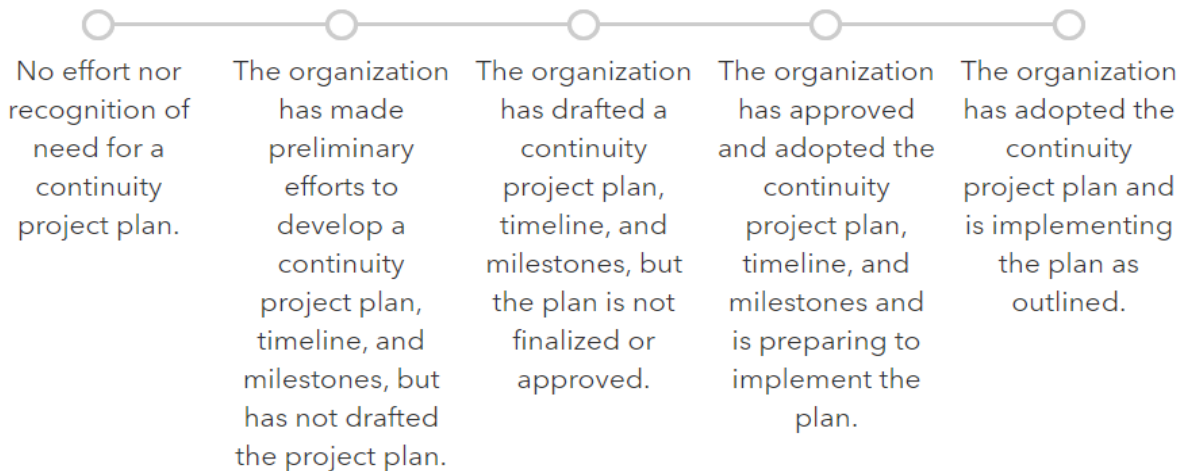 No effort nor
recognition of
need for a
continuity
project plan.
The organization
has made
preliminary
efforts to
develop a
continuity
project plan,
timeline, and
milestones, but
has not drafted
the project plan.
The organization
has drafted a
continuity
project plan,
timeline, and
milestones, but
the plan is not
finalized or
approved.
The organization
has approved
and adopted the
continuity
project plan,
timeline, and
milestones and
is preparing to
implement the
plan.
The organization
has adopted the
continuity
project plan and
is implementing
the plan as
outlined.